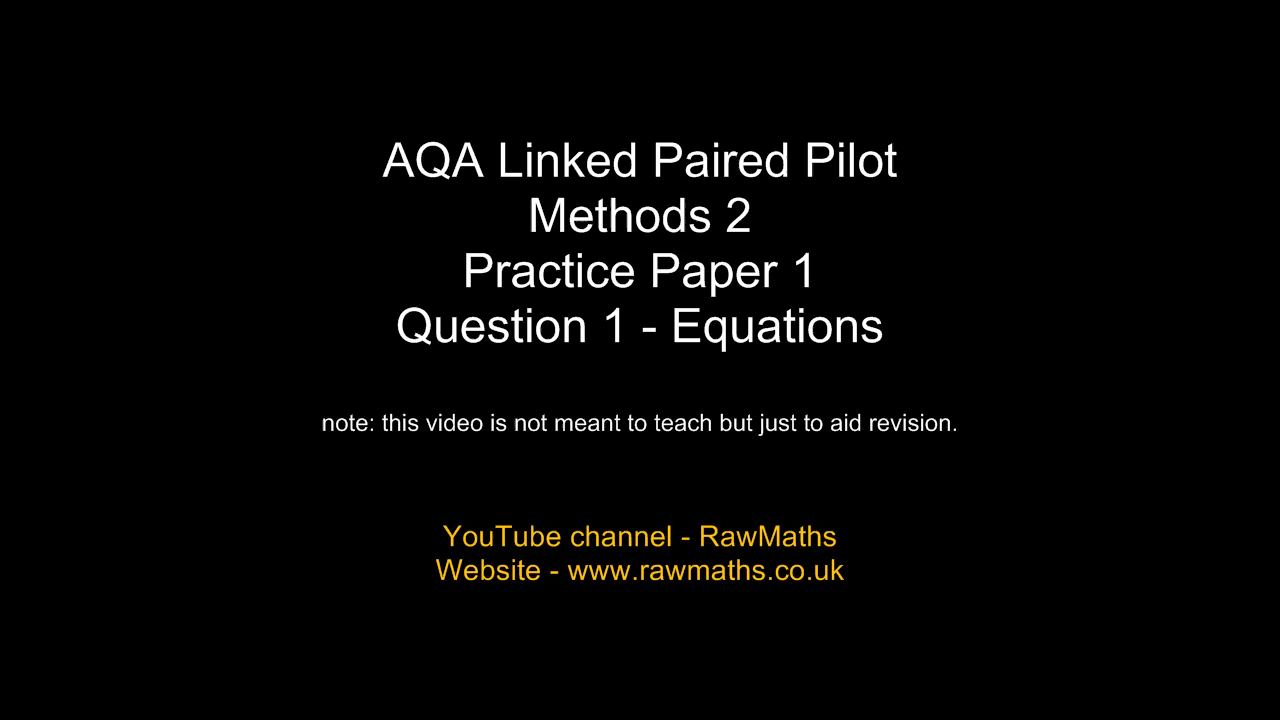 AQA Linked Paired Pilot
Methods 2
Practice Paper 1
Question 1 - Equations
note: this video is not meant to teach but just to aid revision.
YouTube channel - RawMaths
Website - www.rawmaths.co.uk